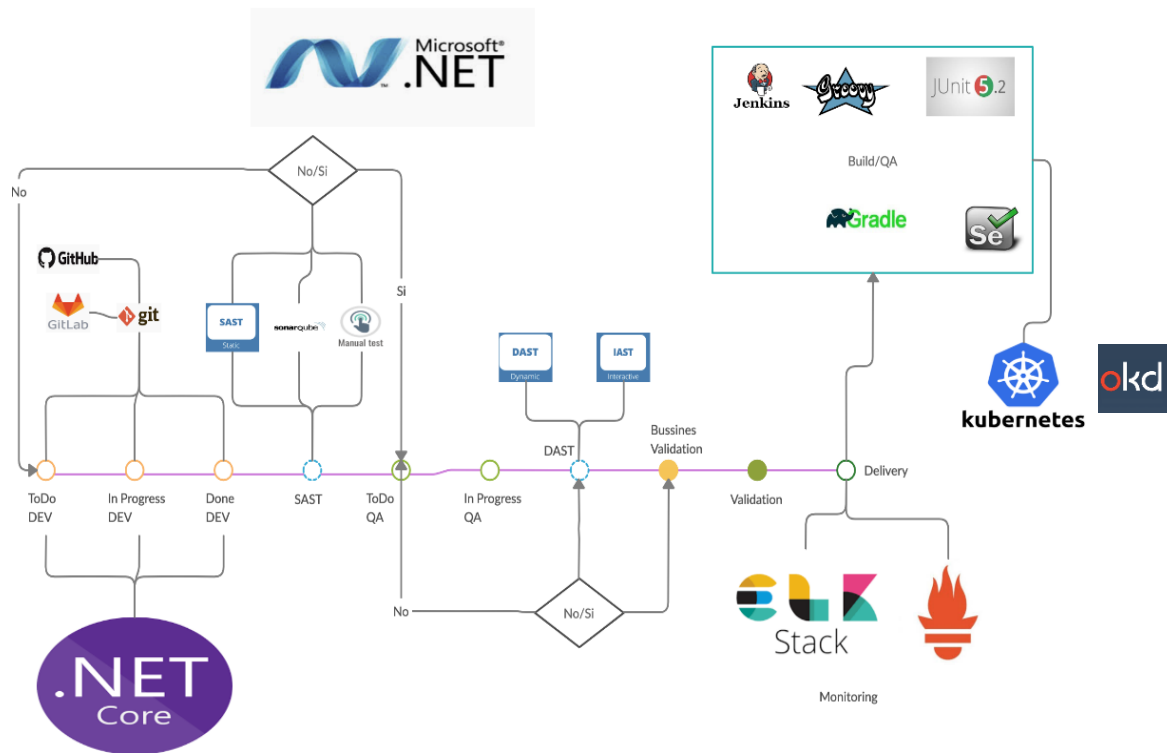 Microsoft®
.NET
™
Jenkins
Groovy
JUnit 5.2
Build/QA
Gradle
Se
No/Si
No
Si
GitHub
GitLab
git
SAST
Static
sonarqube
Manual test
DAST
Dynamic
IAST
Interactive
kubernetes
okd
DAST
Bussines
Validation
Delivery
ToDo
DEV
In Progress
DEV
Done
DEV
SAST
ToDo
QA
In Progress
QA
Validation
No
No/Si
elk
Stack
Monitoring
.NET
Core